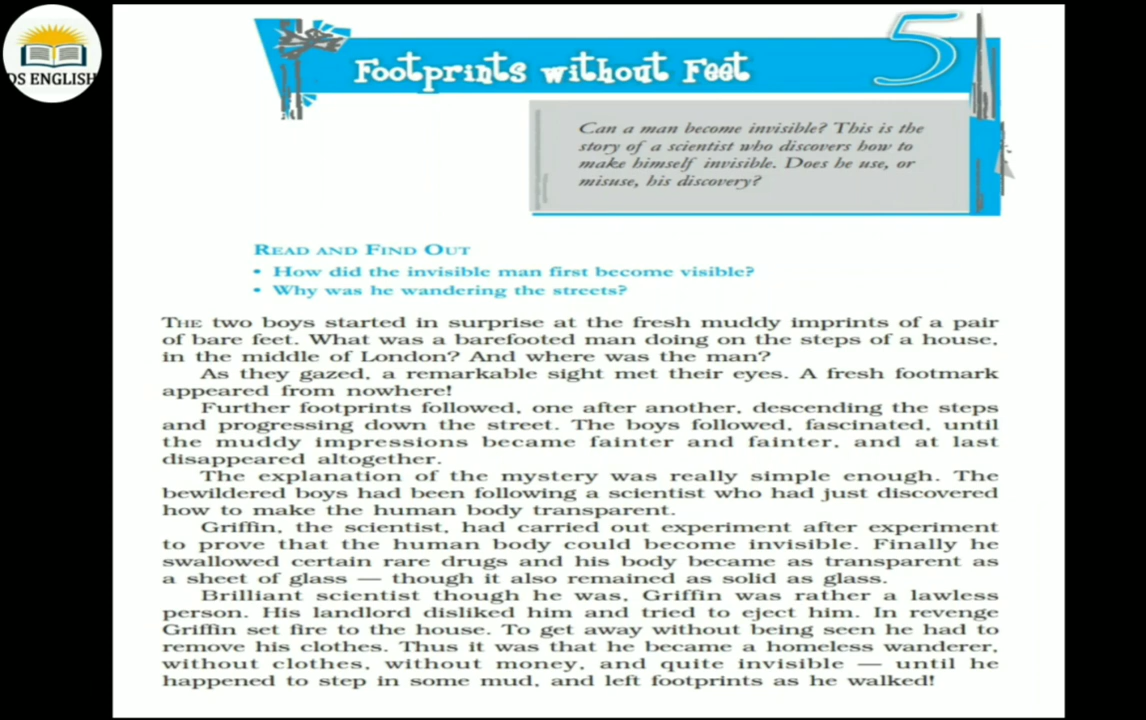 DS ENGLISH
Footprints without Feet
5
Can a man become invisible? This is the
story of a scientist who discovers how to
make himself invisible. Does he use, or
misuse, his discovery?
READ AND FIND OUT
• How did the invisible man first become visible?
• Why was he wandering the streets?
THE two boys started in surprise at the fresh muddy imprints of a pair
of bare feet. What was a barefooted man doing on the steps of a house,
in the middle of London? And where was the man?
As they gazed, a remarkable sight met their eyes. A fresh footmark
appeared from nowhere!
Further footprints followed, one after another, descending the steps
and progressing down the street. The boys followed, fascinated, until
the muddy impressions became fainter and fainter, and at last
disappeared altogether.
The explanation of the mystery was really simple enough. The
bewildered boys had been following a scientist who had just discovered
how to make the human body transparent.
Griffin, the scientist, had carried out experiment after experiment
to prove that the human body could become invisible. Finally he
swallowed certain rare drugs and his body became as transparent as
a sheet of glass — though it also remained as solid as glass.
Brilliant scientist though he was, Griffin was rather a lawless
person. His landlord disliked him and tried to eject him. In revenge
Griffin set fire to the house. To get away without being seen he had to
remove his clothes. Thus it was that he became a homeless wanderer,
without clothes, without money, and quite invisible — until he
happened to step in some mud, and left footprints as he walked!